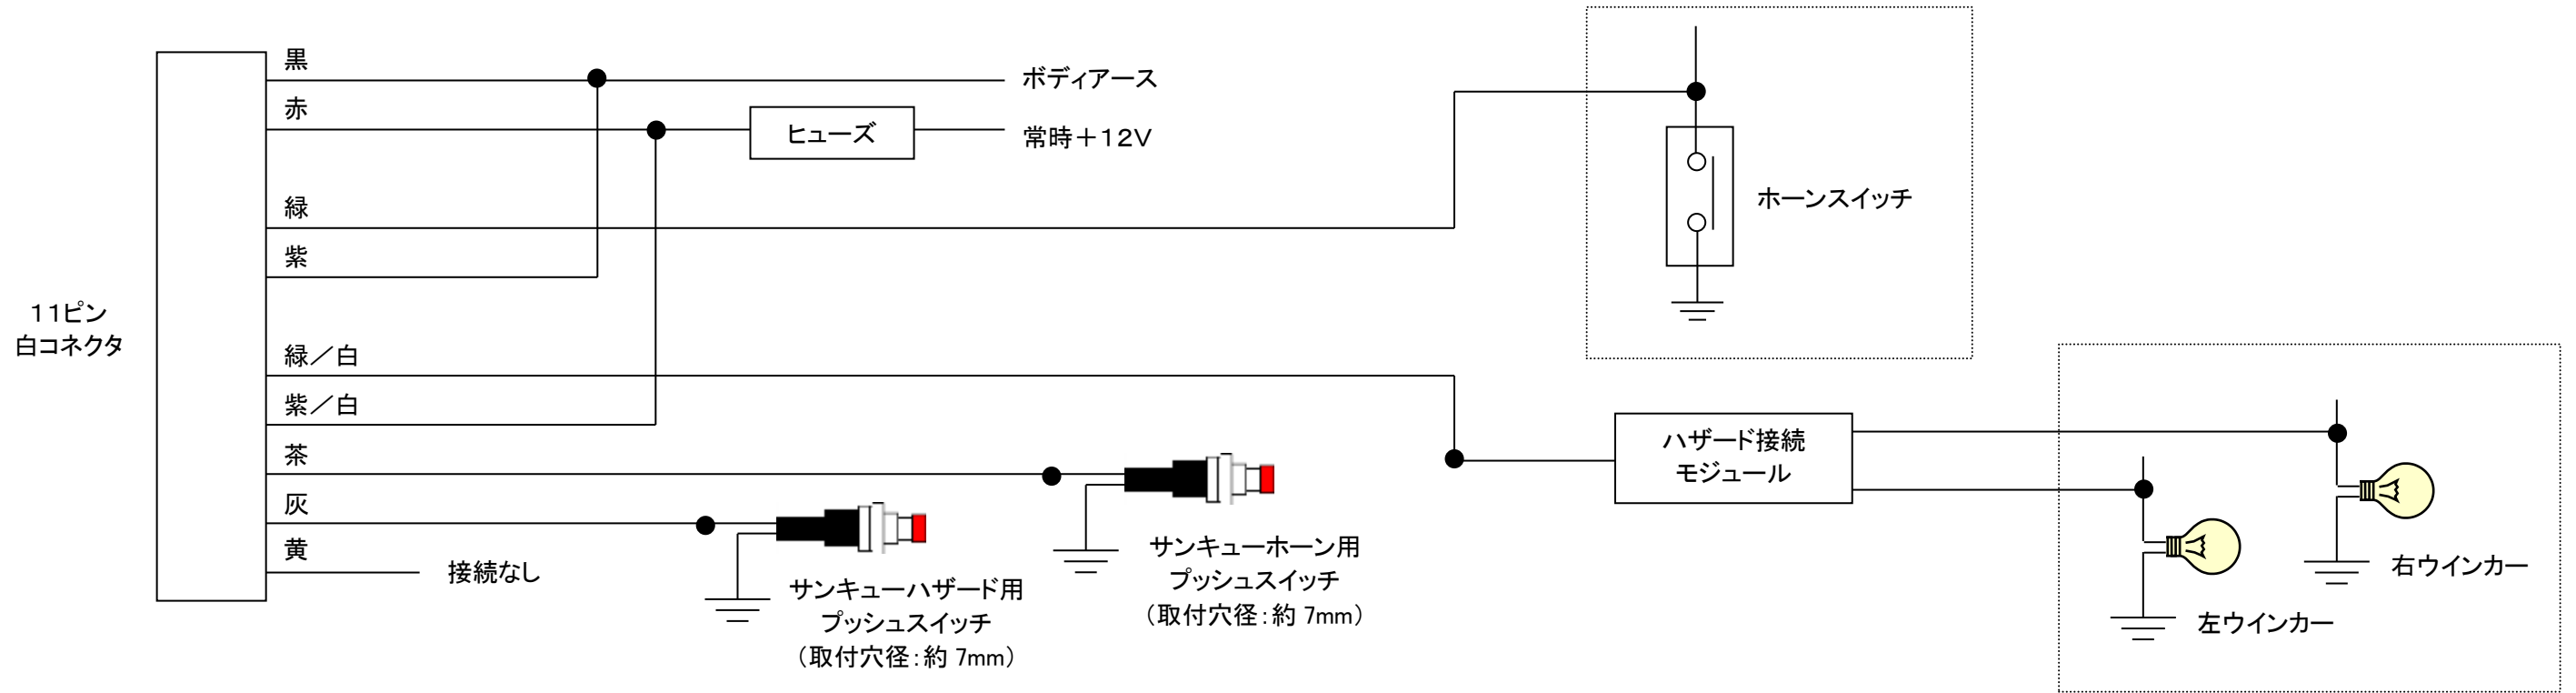 黒
ボディアース
赤
ヒューズ
常時＋１２Ｖ
緑
ホーンスイッチ
紫
１１ピン
白コネクタ
緑／白
紫／白
ハザード接続
モジュール
茶
灰
黄
接続なし
サンキューホーン用
プッシュスイッチ
（取付穴径：約 7mm）
サンキューハザード用
プッシュスイッチ
（取付穴径：約 7mm）
右ウインカー
左ウインカー